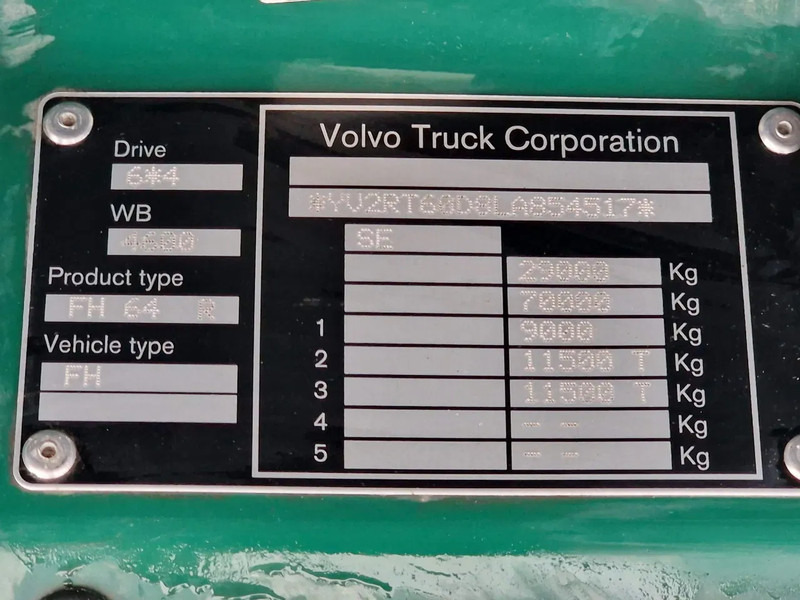 Drive
6*4
WB
4600
Product type
FH 64 R
Vehicle type
FH
Volvo Truck Corporation
*YV2RT60D8LA854517*
SE
29000 Kg
70000 Kg
1 9000 Kg
2 11500 T Kg
3 11500 T Kg
4 -- -- Kg
5 -- -- Kg